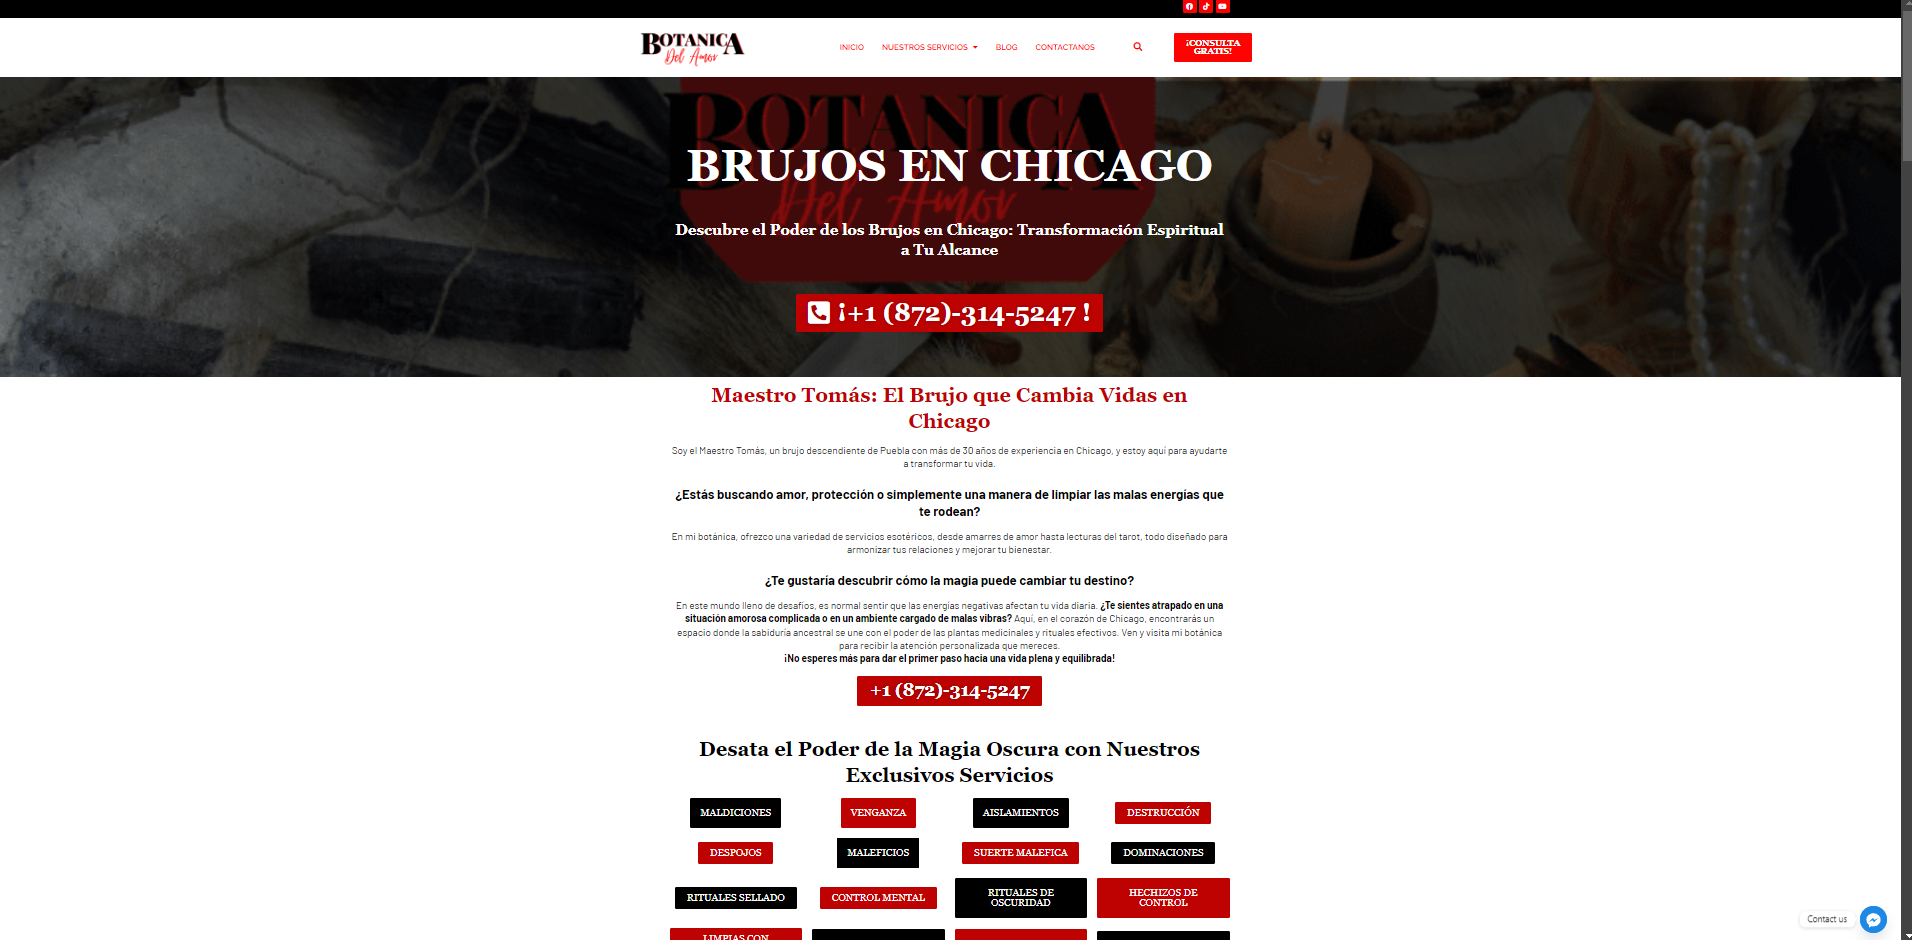 BOTANICA
Del Amor
INICIO
NUESTROS SERVICIOS
BLOG
CONTACTANOS
¡CONSULTA
GRATIS!
BOTANICA
Del Amor
BRUJOS EN CHICAGO
Descubre el Poder de los Brujos en Chicago: Transformación Espiritual
a Tu Alcance
¡+1 (872)-314-5247 !
Maestro Tomás: El Brujo que Cambia Vidas en
Chicago
Soy el Maestro Tomás, un brujo descendiente de Puebla con más de 30 años de experiencia en Chicago, y estoy aquí para ayudarte
a transformar tu vida.
¿Estás buscando amor, protección o simplemente una manera de limpiar las malas energías que
te rodean?
En mi botánica, ofrezco una variedad de servicios esotéricos, desde amarres de amor hasta lecturas del tarot, todo diseñado para
armonizar tus relaciones y mejorar tu bienestar.
¿Te gustaría descubrir cómo la magia puede cambiar tu destino?
En este mundo lleno de desafíos, es normal sentir que las energías negativas afectan tu vida diaria. ¿Te sientes atrapado en una
situación amorosa complicada o en un ambiente cargado de malas vibras? Aquí, en el corazón de Chicago, encontrarás un
espacio donde la sabiduría ancestral se une con el poder de las plantas medicinales y rituales efectivos. Ven y visita mi botánica
para recibir la atención personalizada que mereces.
¡No esperes más para dar el primer paso hacia una vida plena y equilibrada!
+1 (872)-314-5247
Desata el Poder de la Magia Oscura con Nuestros
Exclusivos Servicios
MALDICIONES
VENGANZA
AISLAMIENTOS
DESTRUCCIÓN
DESPOJOS
MALEFICIOS
SUERTE MALEFICA
DOMINACIONES
RITUALES SELLADO
CONTROL MENTAL
RITUALES DE
OSCURIDAD
HECHIZOS DE
CONTROL
LIMPIAS CON
Contact us